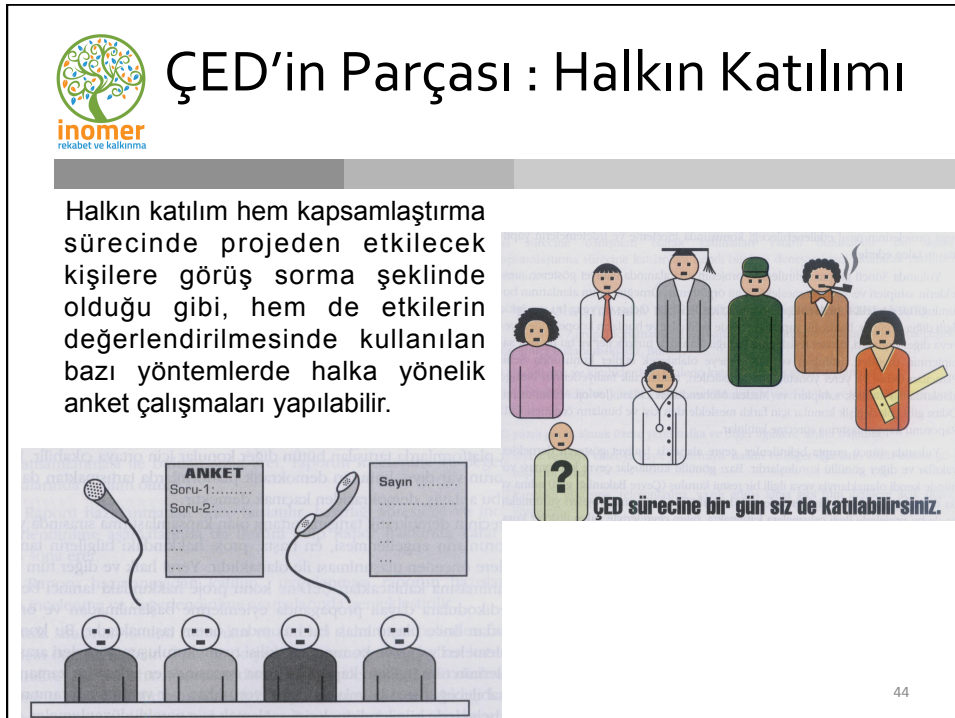 ÇED’in Parçası : Halkın Katılımı
inomer
rekabet ve kalkınma
Halkın katılım hem kapsamlaştırma
sürecinde projeden etkilecek
kişilere görüş sorma şeklinde
olduğu gibi, hem de etkilerin
değerlendirilmesinde kullanılan
bazı yöntemlerde halka yönelik
anket çalışmaları yapılabilir.
?
ÇED sürecine bir gün siz de katılabilirsiniz.
ANKET
Soru-1:....
Soru-2:....
...
...
...
Sayın
....
...
...
...
44